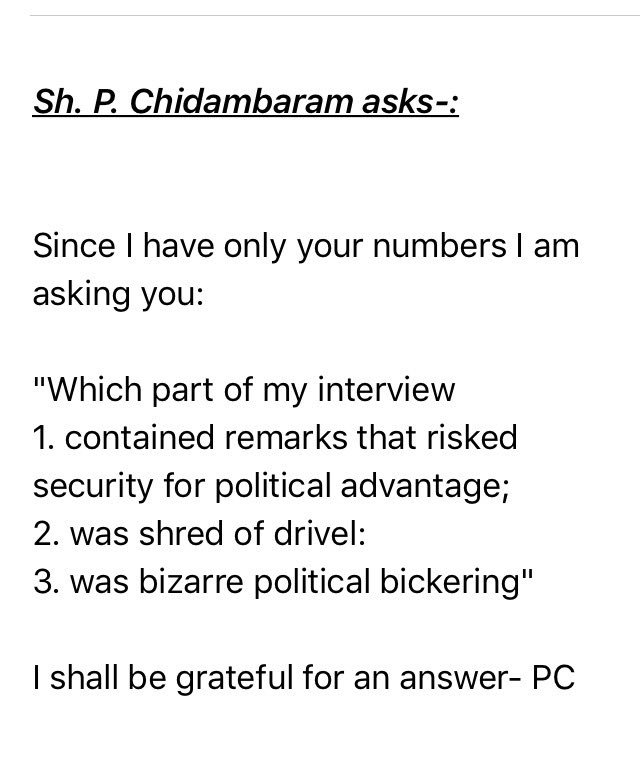 Sh. P. Chidambaram asks-:
Since I have only your numbers I am
asking you:
"Which part of my interview
1. contained remarks that risked
security for political advantage;
2. was shred of drivel:
3. was bizarre political bickering"
I shall be grateful for an answer- PC